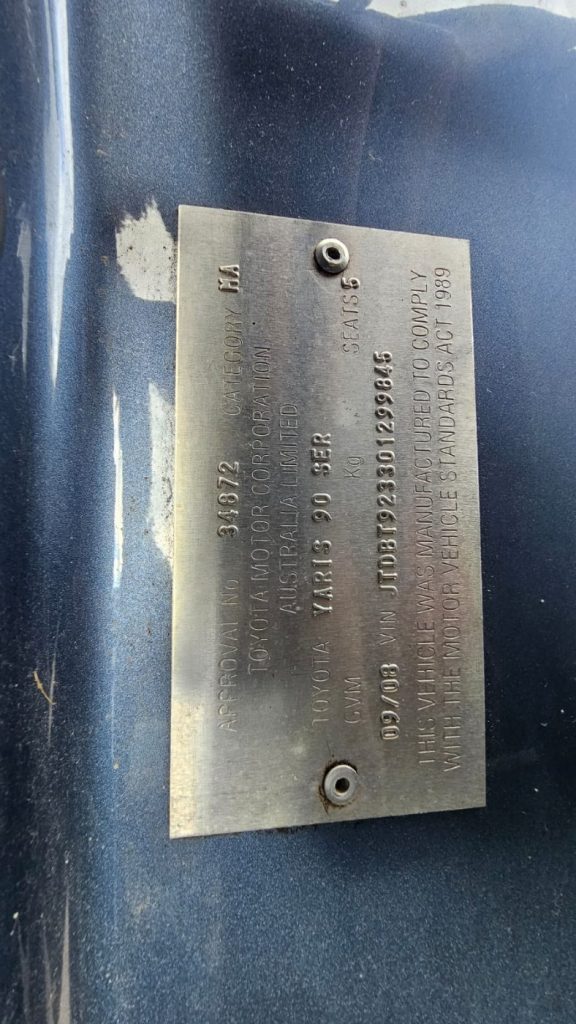 APPROVAL No. 34872 CATEGORY MA
TOYOTA MOTOR CORPORATION
AUSTRALIA LIMITED
TOYOTA YARIS 90 SER
GVM Kg SEATS 5
09/08 VIN JTDBT923301299845
THIS VEHICLE WAS MANUFACTURED TO COMPLY
WITH THE MOTOR VEHICLE STANDARDS ACT 1989